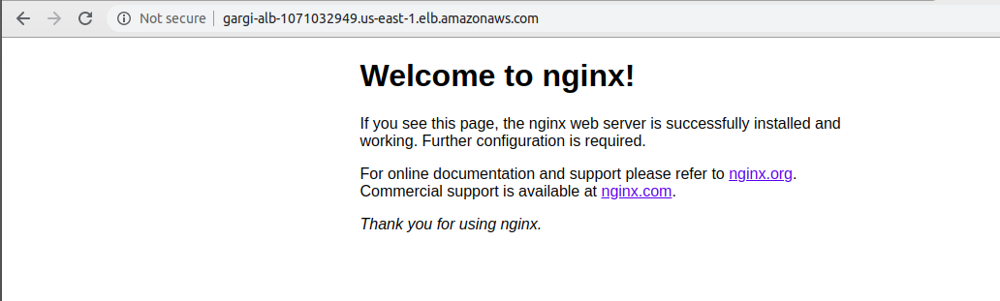 Not secure | gargi-alb-1071032949.us-east-1.elb.amazonaws.com
Welcome to nginx!
If you see this page, the nginx web server is successfully installed and
working. Further configuration is required.
For online documentation and support please refer to nginx.org.
Commercial support is available at nginx.com.
Thank you for using nginx.